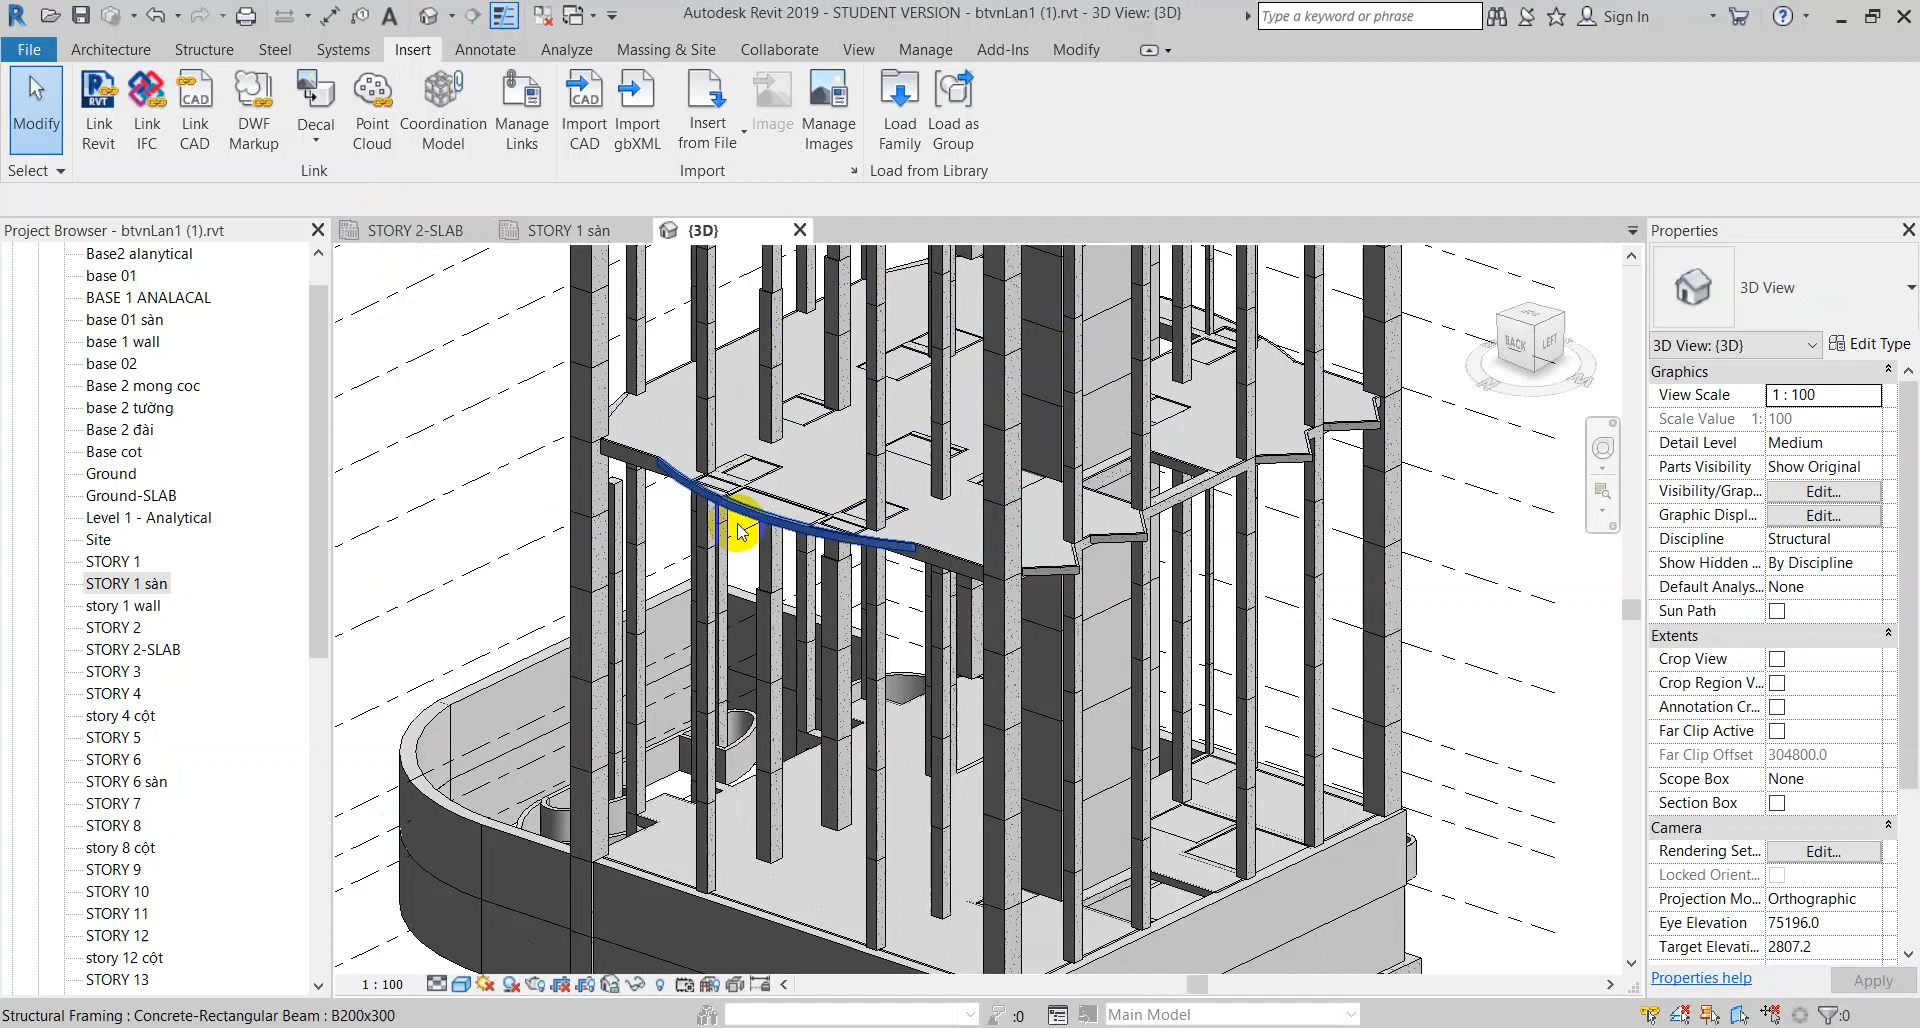 Autodesk Revit 2019 - STUDENT VERSION - btvnLan1 (1).rvt - 3D View: {3D}
Type a keyword or phrase
Sign In
File Architecture Structure Steel Systems Insert Annotate Analyze Massing & Site Collaborate View Manage Add-Ins Modify
Modify
Link Revit
Link IFC
Link CAD
DWF Markup
Decal
Point Cloud
Coordination Model
Manage Links
Import CAD
Import gbXML
Insert from File
Image
Manage Images
Load Family
Load as Group
Select
Link
Import
Load from Library
Project Browser - btvnLan1 (1).rvt
Base2 alanytical
base 01
BASE 1 ANALACAL
base 01 sàn
base 1 wall
base 02
Base 2 mong coc
base 2 tường
Base 2 đài
Base cot
Ground
Ground-SLAB
Level 1 - Analytical
Site
STORY 1
STORY 1 sàn
story 1 wall
STORY 2
STORY 2-SLAB
STORY 3
STORY 4
story 4 cột
STORY 5
STORY 6
STORY 6 sàn
STORY 7
STORY 8
story 8 cột
STORY 9
STORY 10
STORY 11
STORY 12
story 12 cột
STORY 13
STORY 2-SLAB
STORY 1 sàn
{3D}
BACK
LEFT
1 : 100
Properties
3D View
3D View: {3D}
Edit Type
Graphics
View Scale 1 : 100
Scale Value 1: 100
Detail Level Medium
Parts Visibility Show Original
Visibility/Grap... Edit...
Graphic Displ... Edit...
Discipline Structural
Show Hidden ... By Discipline
Default Analys... None
Sun Path
Extents
Crop View
Crop Region V...
Annotation Cr...
Far Clip Active
Far Clip Offset 304800.0
Scope Box None
Section Box
Camera
Rendering Set... Edit...
Locked Orient...
Projection Mo... Orthographic
Eye Elevation 75196.0
Target Elevati... 2807.2
Properties help
Apply
Structural Framing : Concrete-Rectangular Beam : B200x300
:0
Main Model
:0